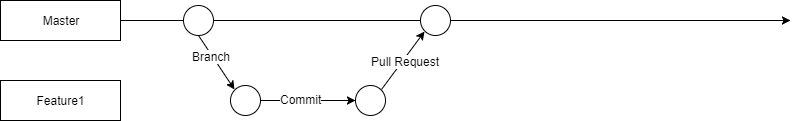 Master
Branch
Pull Request
Feature1
Commit